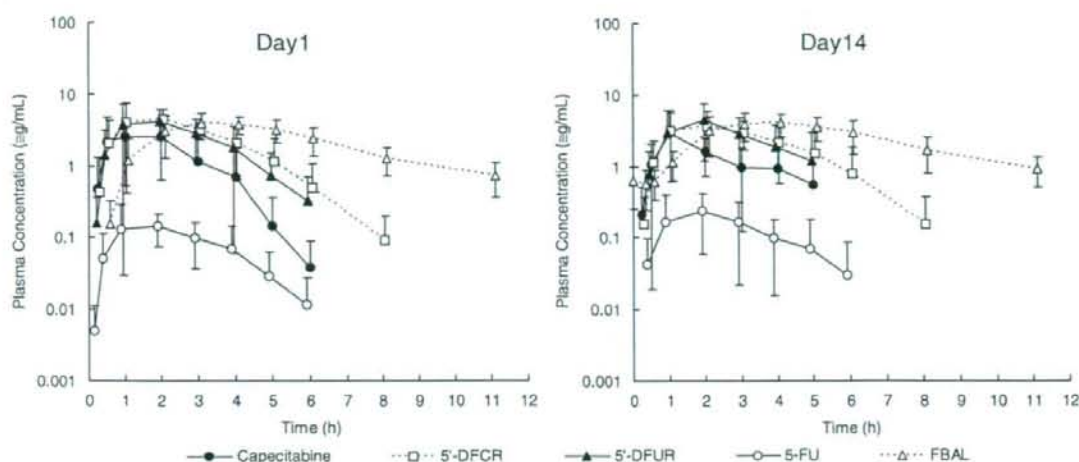 Day1
Plasma Concentration (µg/mL)
100
10
1
0.1
0.01
0.001
0 1 2 3 4 5 6 7 8 9 10 11 12
Time (h)
Day14
Plasma Concentration (µg/mL)
100
10
1
0.1
0.01
0.001
0 1 2 3 4 5 6 7 8 9 10 11 12
Time (h)
Capecitabine 5'-DFCR 5'-DFUR 5-FU FBAL